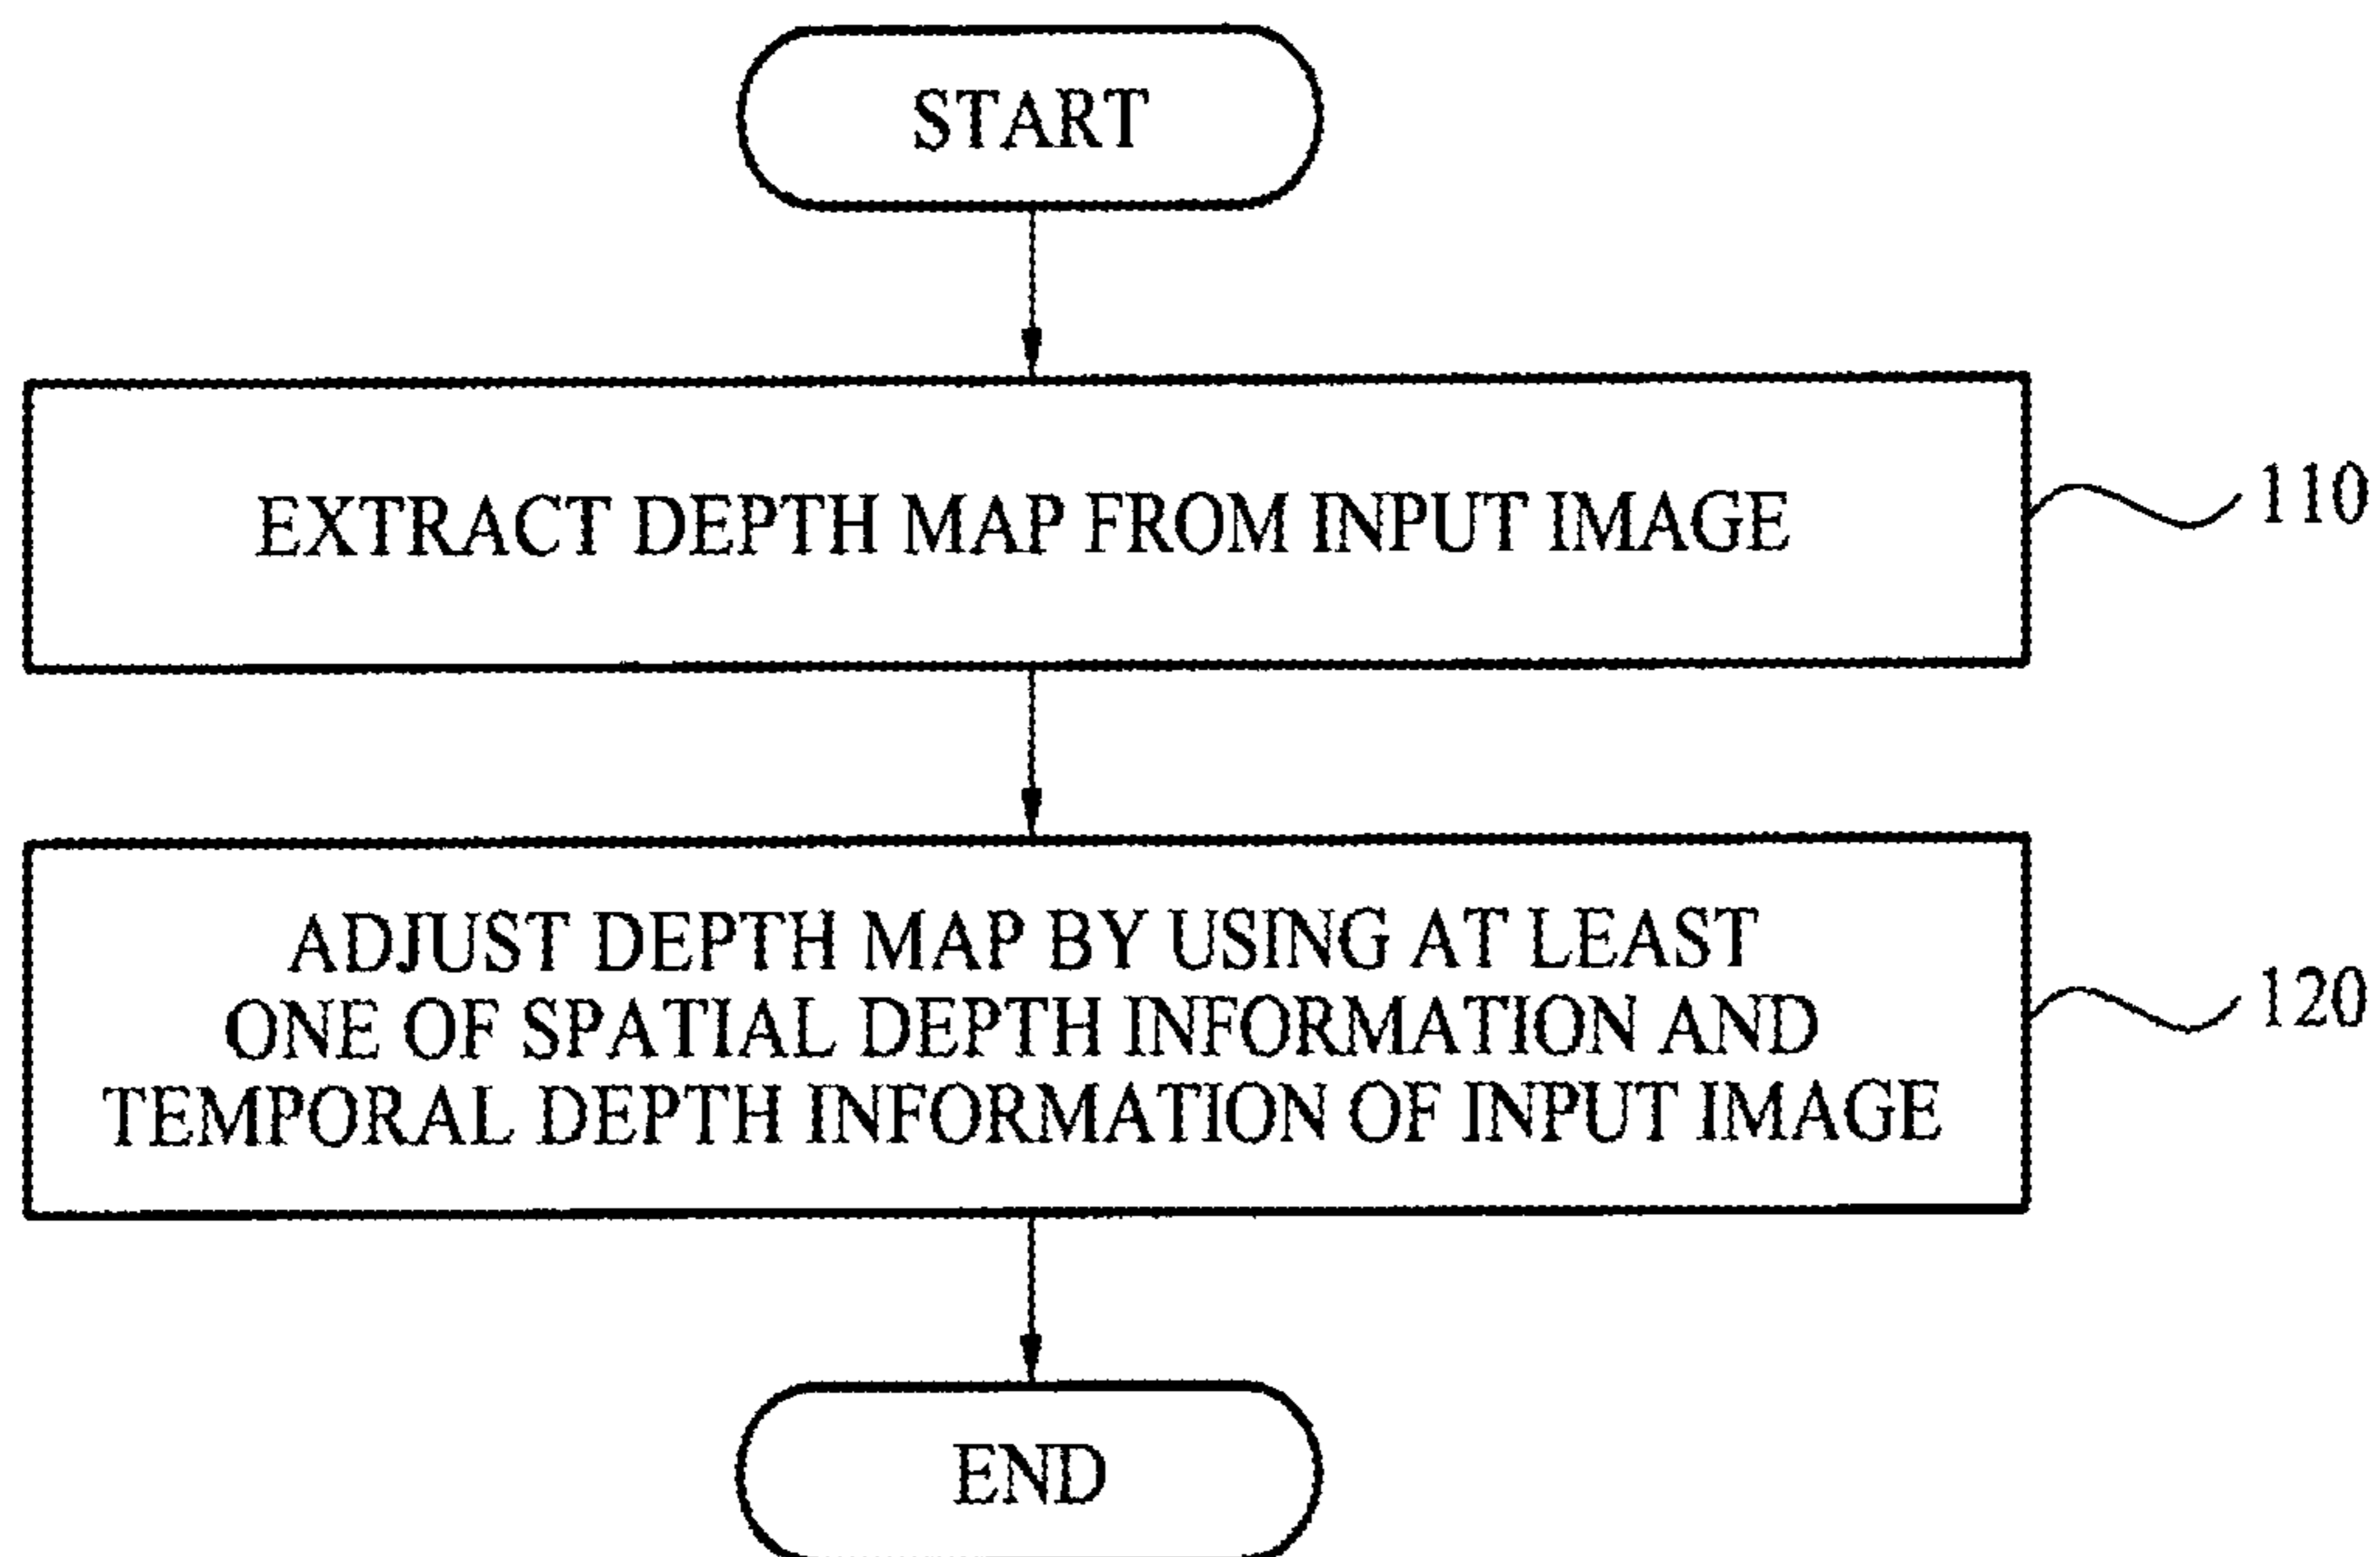 START
EXTRACT DEPTH MAP FROM INPUT IMAGE
110
ADJUST DEPTH MAP BY USING AT LEAST
ONE OF SPATIAL DEPTH INFORMATION AND
TEMPORAL DEPTH INFORMATION OF INPUT IMAGE
120
END